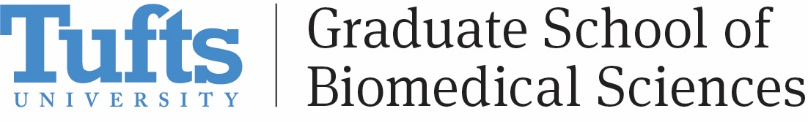 Tufts
UNIVERSITY
Graduate School of
Biomedical Sciences